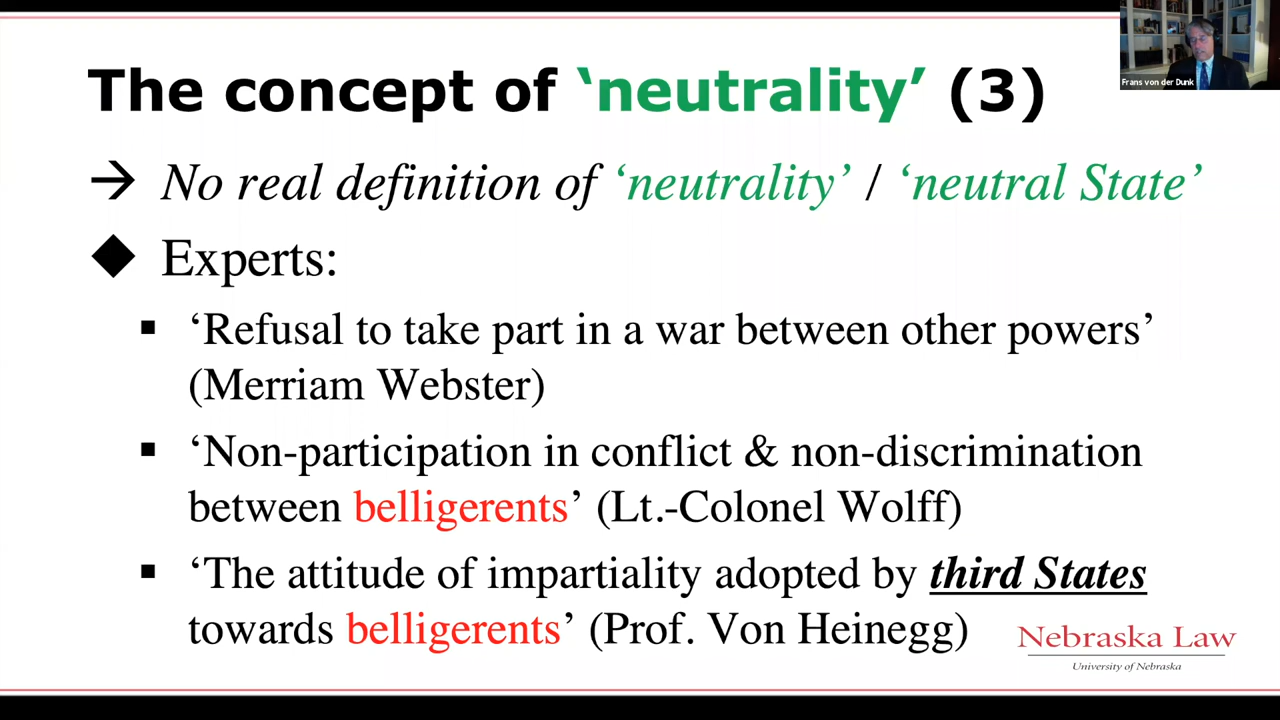 Frans von der Dunk
The concept of ‘neutrality’ (3)
→ No real definition of ‘neutrality’ / ‘neutral State’
◆ Experts:
▪ ‘Refusal to take part in a war between other powers’
(Merriam Webster)
▪ ‘Non-participation in conflict & non-discrimination
between belligerents’ (Lt.-Colonel Wolff)
▪ ‘The attitude of impartiality adopted by third States
towards belligerents’ (Prof. Von Heinegg)
Nebraska Law
University of Nebraska